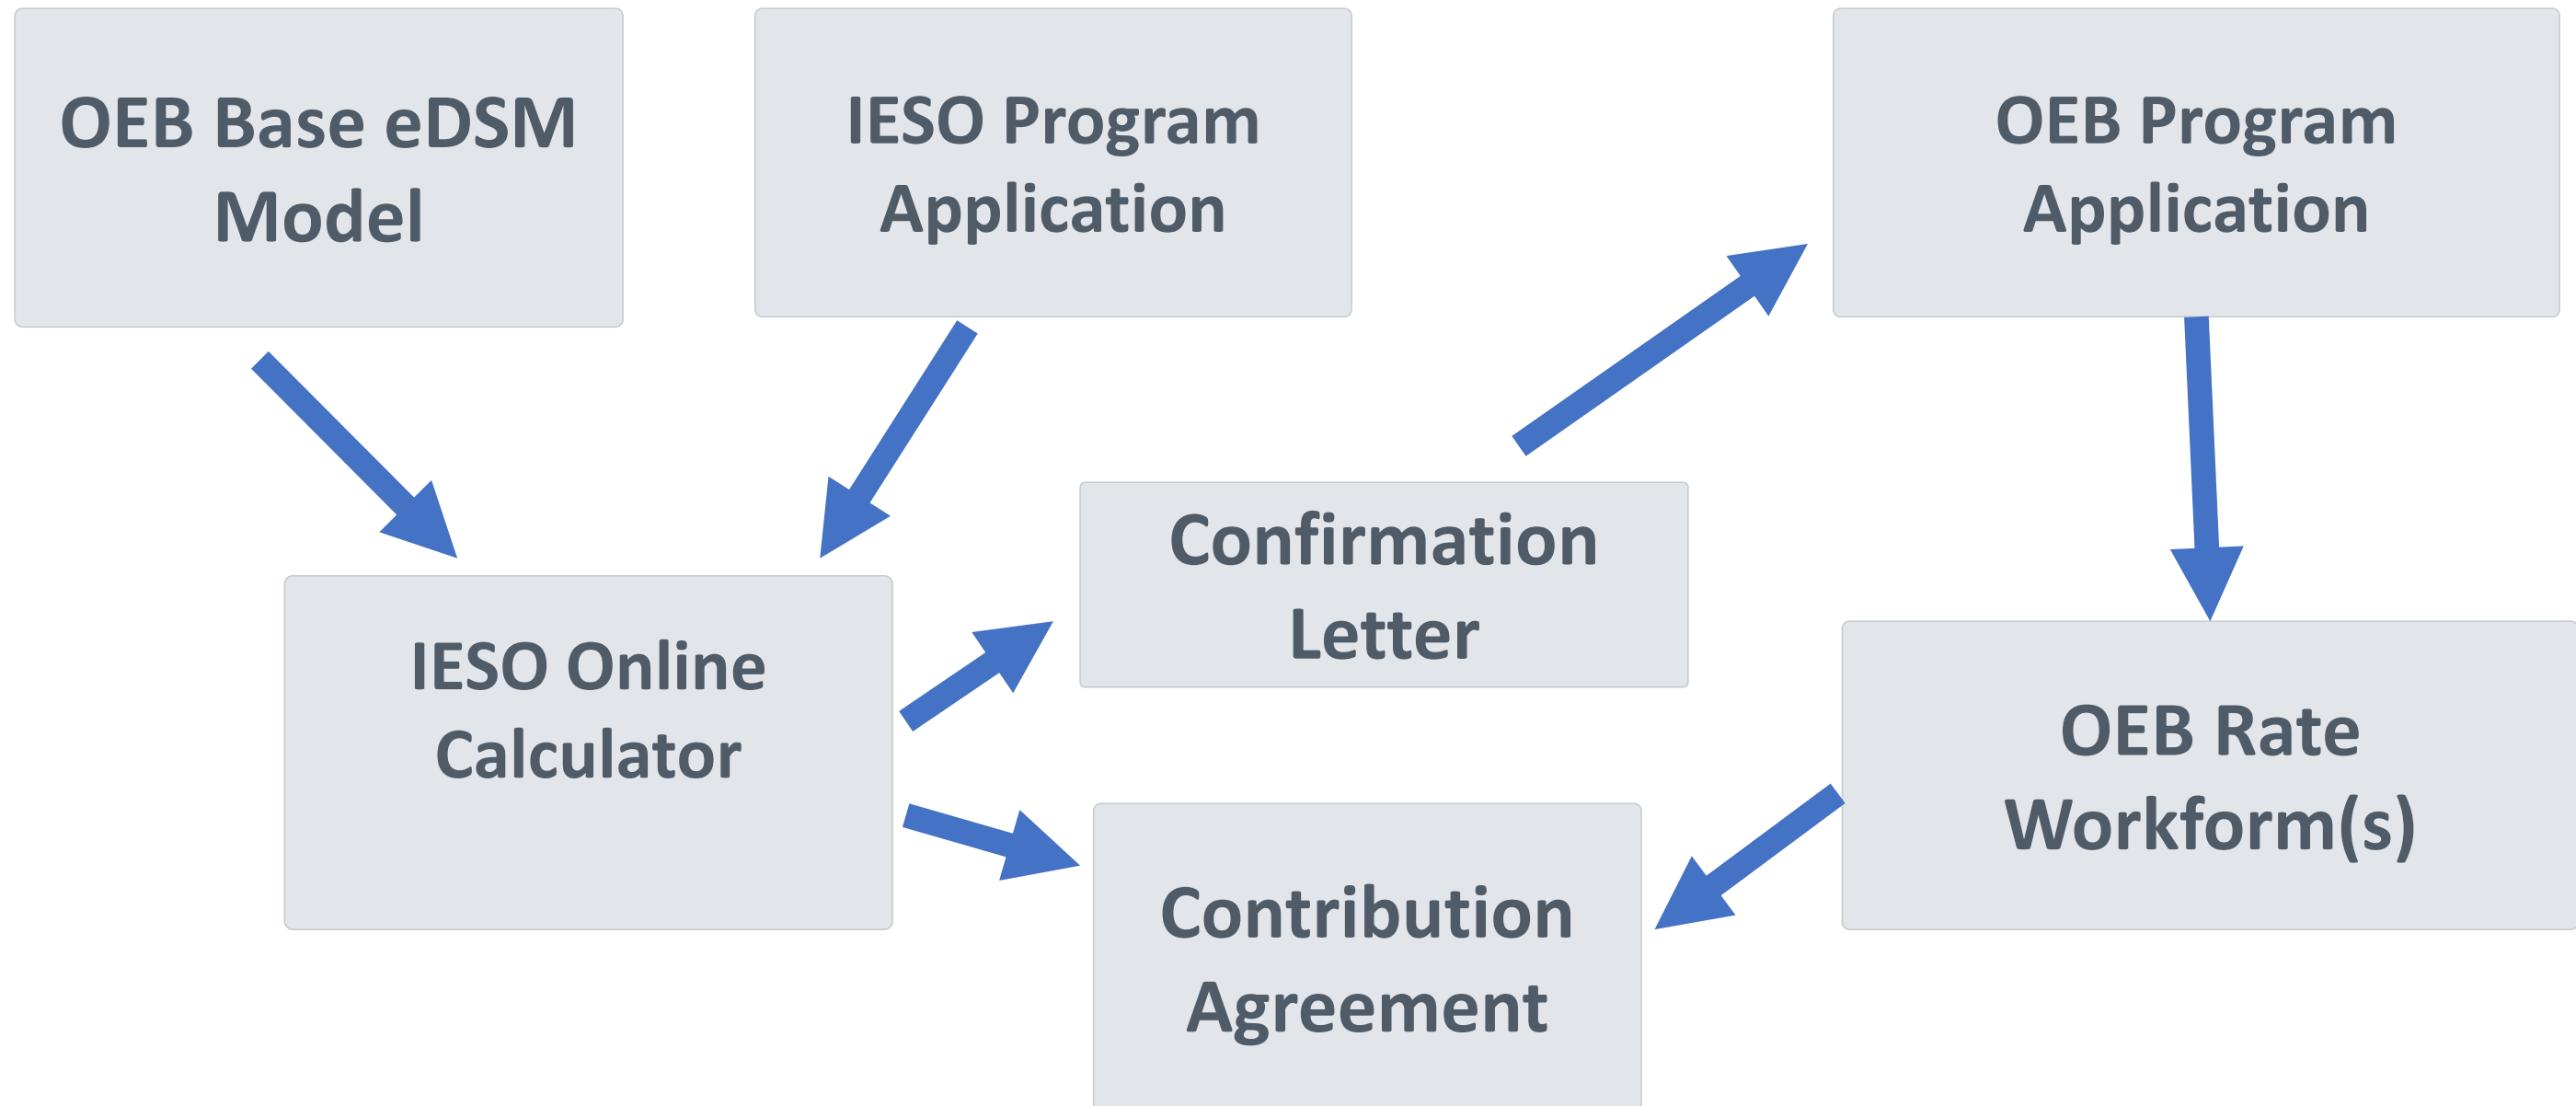 OEB Base eDSM
Model
IESO Program
Application
OEB Program
Application
Confirmation
Letter
IESO Online
Calculator
OEB Rate
Workform(s)
Contribution
Agreement